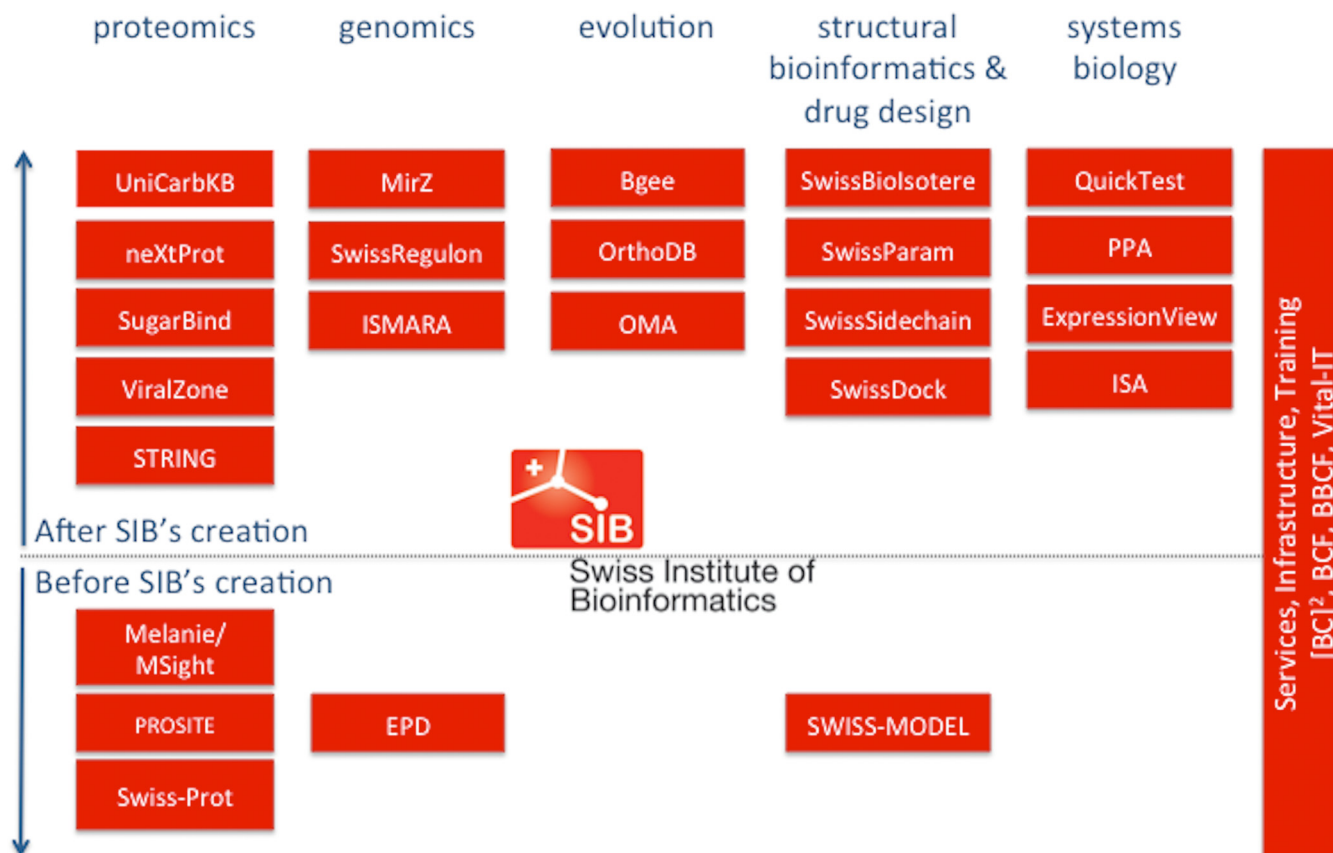 proteomics
genomics
evolution
structural
bioinformatics &
drug design
systems
biology
UniCarbKB
MirZ
Bgee
SwissBioIsotere
QuickTest
neXtProt
SwissRegulon
OrthoDB
SwissParam
PPA
SugarBind
ISMARA
OMA
SwissSidechain
ExpressionView
ViralZone
SwissDock
ISA
STRING
SIB
After SIB's creation
Swiss Institute of
Bioinformatics
Before SIB's creation
Melanie/
MSight
PROSITE
EPD
SWISS-MODEL
Swiss-Prot
Services, Infrastructure, Training
[BC]², BCF, BBCF, Vital-IT